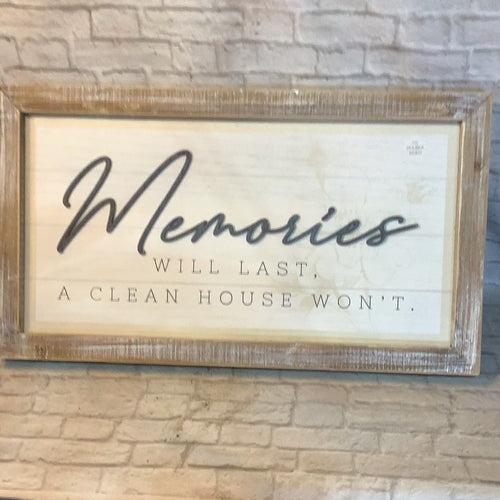 Memories
WILL LAST,
A CLEAN HOUSE WON'T.